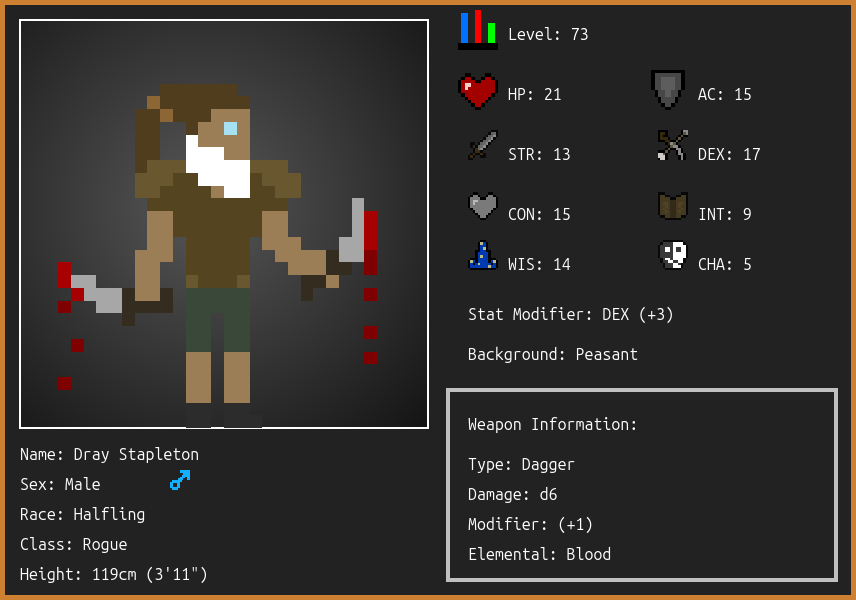 Level: 73
HP: 21
AC: 15
STR: 13
DEX: 17
CON: 15
INT: 9
WIS: 14
CHA: 5
Stat Modifier: DEX (+3)
Background: Peasant
Weapon Information:
Type: Dagger
Damage: d6
Modifier: (+1)
Elemental: Blood
Name: Dray Stapleton
Sex: Male
Race: Halfling
Class: Rogue
Height: 119cm (3'11")